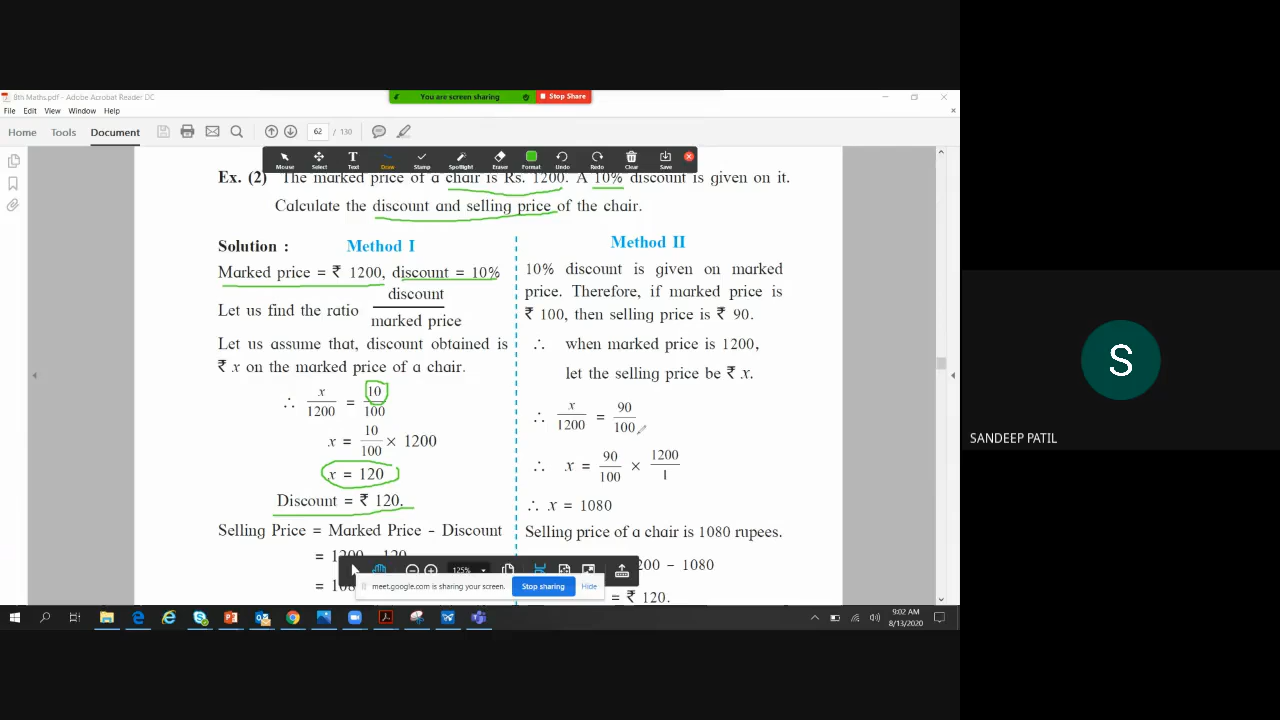 8th Maths.pdf - Adobe Acrobat Reader DC
You are screen sharing
Stop Share
File Edit View Window Help
Home Tools Document 62 / 130
Mouse Select Text Draw Stamp Spotlight Eraser Format Undo Redo Clear Save
Ex. (2) The marked price of a chair is Rs. 1200. A 10% discount is given on it.
Calculate the discount and selling price of the chair.
Solution : Method I
Marked price = ₹ 1200, discount = 10%
Let us find the ratio discount / marked price
Let us assume that, discount obtained is
₹ x on the marked price of a chair.
∴ x/1200 = 10/100
x = 10/100 × 1200
x = 120
Discount = ₹ 120.
Selling Price = Marked Price - Discount
= 1200 - 120
Method II
10% discount is given on marked
price. Therefore, if marked price is
₹ 100, then selling price is ₹ 90.
∴ when marked price is 1200,
let the selling price be ₹ x.
∴ x/1200 = 90/100
∴ x = 90/100 × 1200/1
∴ x = 1080
Selling price of a chair is 1080 rupees.
200 - 1080
= ₹ 120.
125%
meet.google.com is sharing your screen. Stop sharing Hide
9:02 AM
8/13/2020
S
SANDEEP PATIL